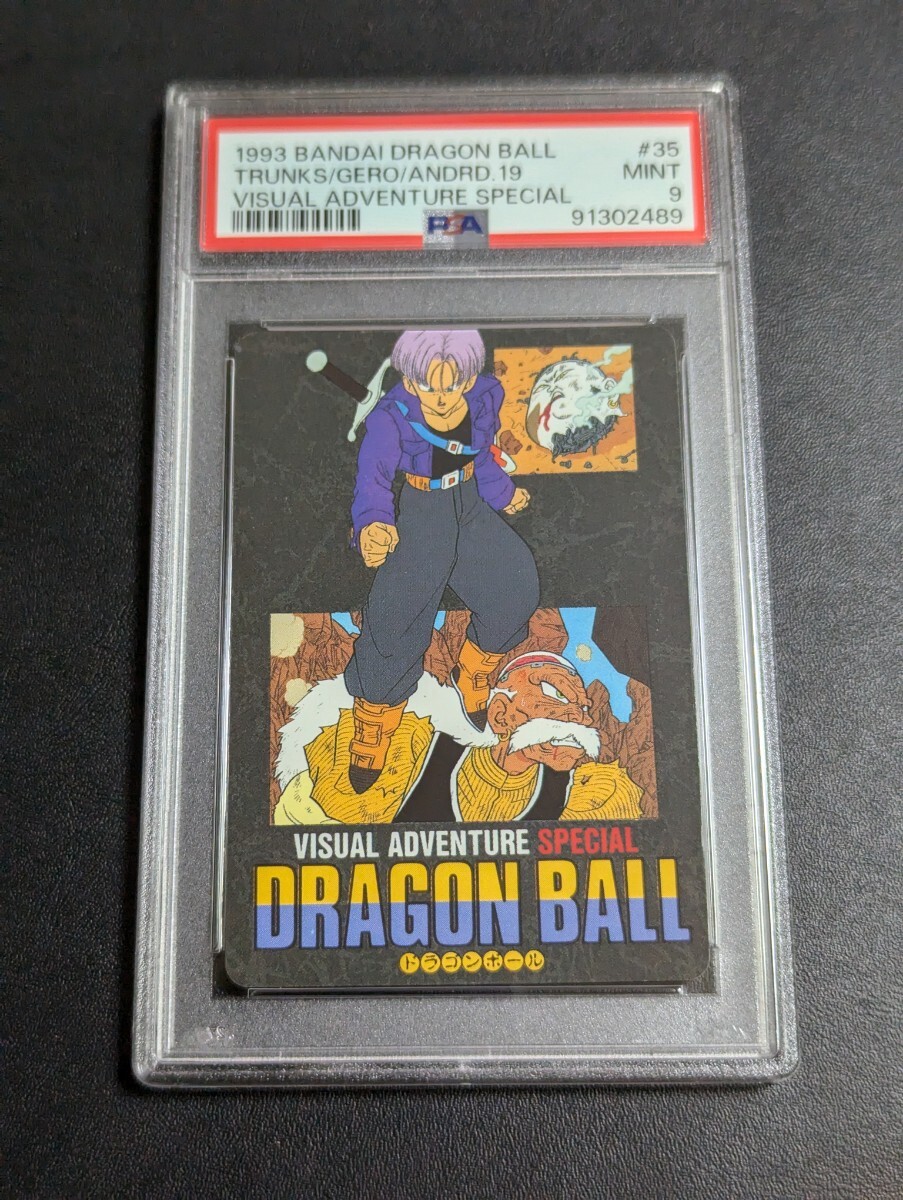 1993 BANDAI DRAGON BALL #35
TRUNKS/GERO/ANDRD.19 MINT
VISUAL ADVENTURE SPECIAL 9
PSA 91302489
VISUAL ADVENTURE SPECIAL
DRAGON BALL
ドラゴンボール